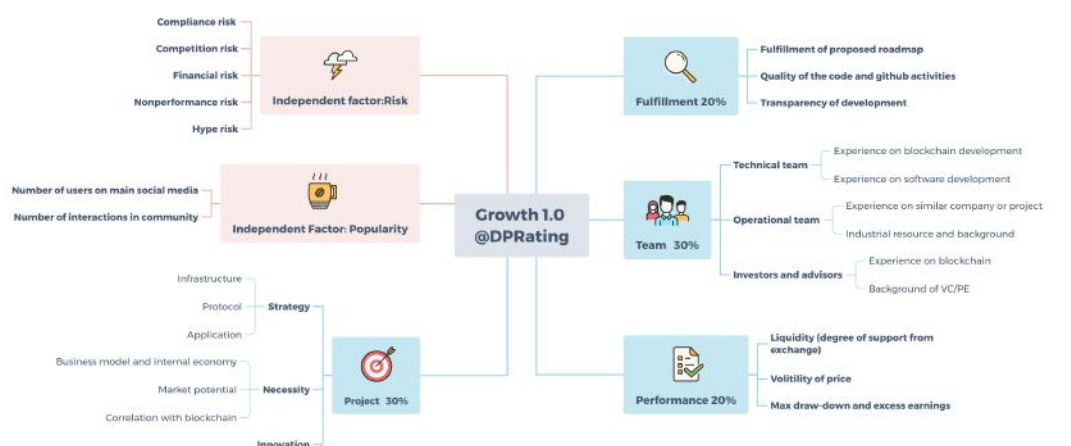 Compliance risk
Competition risk
Financial risk
Nonperformance risk
Hype risk
Independent factor:Risk
Number of users on main social media
Number of interactions in community
Independent Factor: Popularity
Infrastructure
Protocol
Application
Strategy
Business model and internal economy
Market potential
Correlation with blockchain
Necessity
Innovation
Project 30%
Growth 1.0
@DPRating
Fulfillment 20%
Fulfillment of proposed roadmap
Quality of the code and github activities
Transparency of development
Team 30%
Technical team
Experience on blockchain development
Experience on software development
Operational team
Experience on similar company or project
Industrial resource and background
Investors and advisors
Experience on blockchain
Background of VC/PE
Performance 20%
Liquidity (degree of support from
exchange)
Volitility of price
Max draw-down and excess earnings